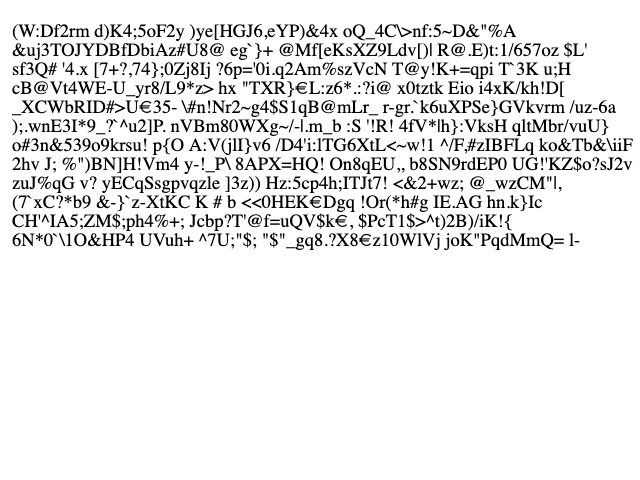 (W:Df2rm d)K4;5oF2y )ye[HGJ6,eYP)&4x oQ_4C\>nf:5~D&"%A
&uj3TOJYDBfDbiAz#U8@ eg`}+ @Mf[eKsXZ9Ldv[)| R@.E)t:1/657oz $L'
sf3Q# '4.x [7+?,74};0Zj8Ij ?6p='0i.q2Am%szVcN T@y!K+=qpi T`3K u;H
cB@Vt4WE-U_yr8/L9*z> hx "TXR}€L:z6*.:?i@ x0tztk Eio i4xK/kh!D[
_XCWbRID#>U€35- \#n!Nr2~g4$S1qB@mLr_ r-gr.`k6uXPSe}GVkvrm /uz-6a
);.wnE3I*9_?`^u2]P. nVBm80WXg~/-|.m_b :S '!R! 4fV*|h}:VksH qltMbr/vuU}
o#3n&539o9krsu! p{O A:V(jlI}v6 /D4'i:lTG6XtL<~w!1 ^/F,#zIBFLq ko&Tb&\iiF
2hv J; %")BN]H!Vm4 y-!_P\ 8APX=HQ! On8qEU,, b8SN9rdEP0 UG!'KZ$o?sJ2v
zuJ%qG v? yECqSsgpvqzle ]3z)) Hz:5cp4h;ITJt7! <&2+wz; @_wzCM"|,
(7`xC?*b9 &-}`z-XtKC K # b <<0HEK€Dgq !Or(*h#g IE.AG hn.k}Ic
CH'^IA5;ZM$;ph4%+; Jcbp?T'@f=uQV$k€, $PcT1$>^t)2B)/iK!{
6N*0`\1O&HP4 UVuh+ ^7U;"$; "$"_gq8.?X8€z10WlVj joK"PqdMmQ= l-